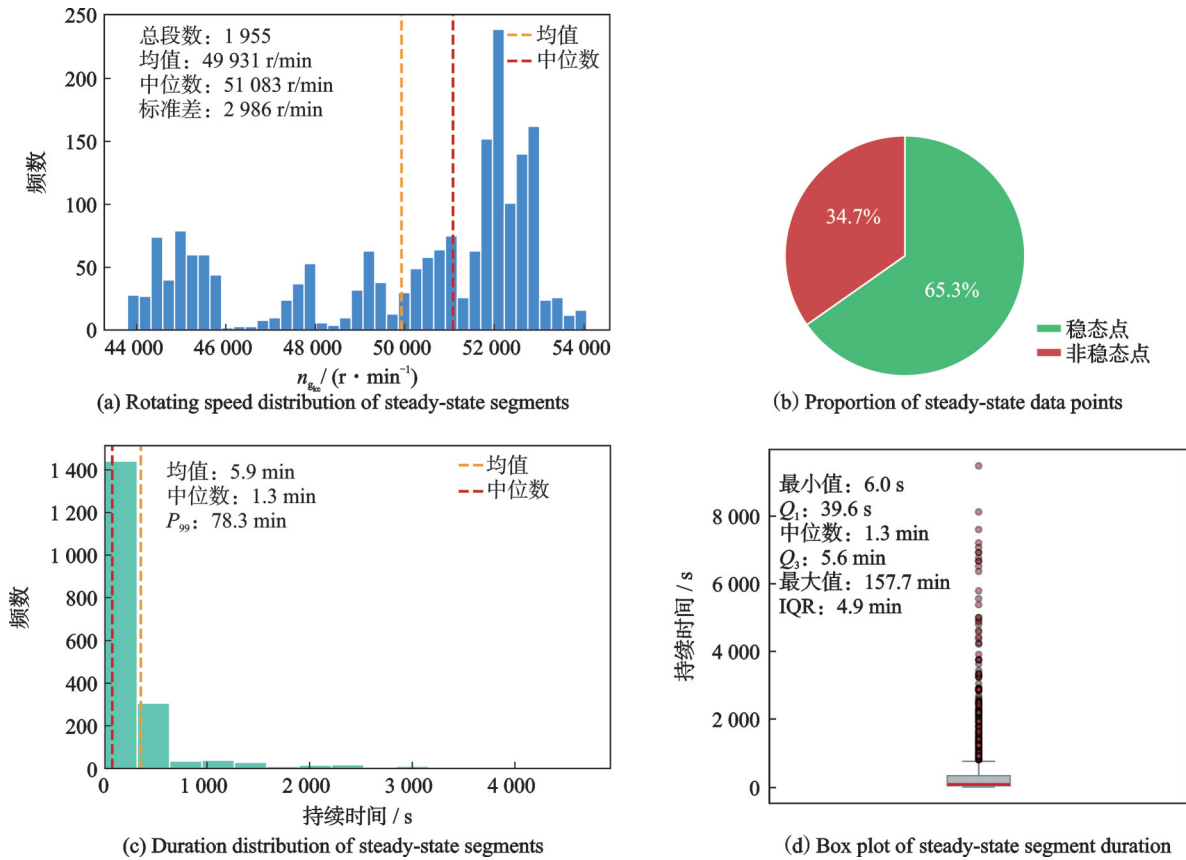 250
200
150
100
50
0
频数
总段数：1 955
均值：49 931 r/min
中位数：51 083 r/min
标准差：2 986 r/min
均值
中位数
44 000
46 000
48 000
50 000
52 000
54 000
(a) Rotating speed distribution of steady-state segments
34.7%
65.3%
稳态点
非稳态点
(b) Proportion of steady-state data points
1 400
1 200
1 000
800
600
400
200
0
频数
均值：5.9 min
中位数：1.3 min
P₉₉：78.3 min
均值
中位数
0
1 000
2 000
3 000
4 000
持续时间 / s
(c) Duration distribution of steady-state segments
8 000
6 000
4 000
2 000
0
持续时间 / s
最小值：6.0 s
Q₁：39.6 s
中位数：1.3 min
Q₃：5.6 min
最大值：157.7 min
IQR：4.9 min
(d) Box plot of steady-state segment duration